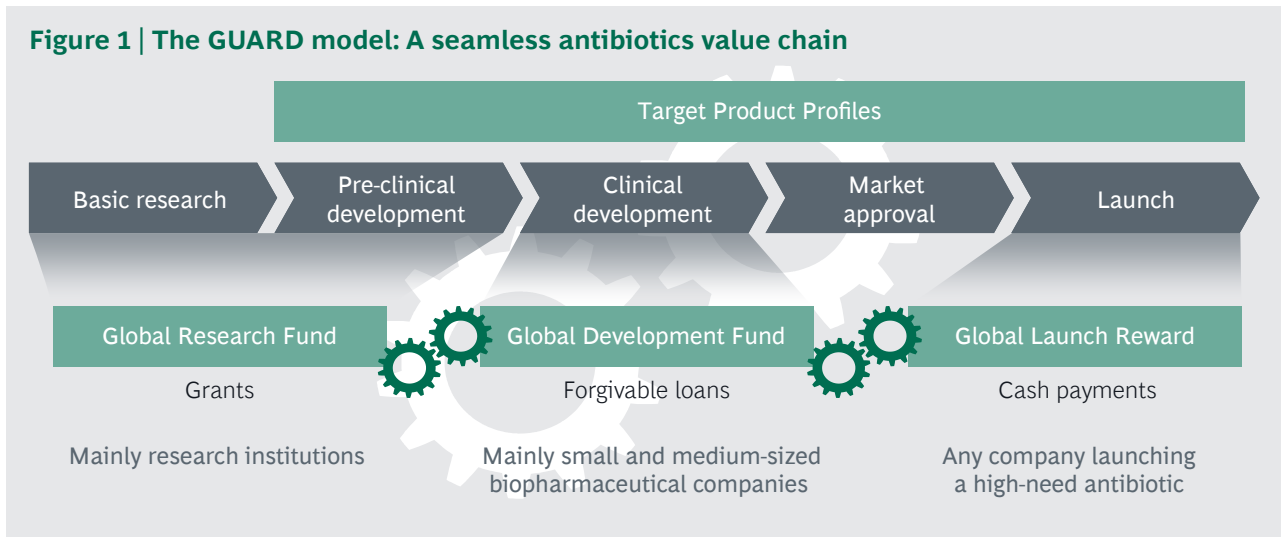 Figure 1 | The GUARD model: A seamless antibiotics value chain
Target Product Profiles
Basic research
Pre-clinical
development
Clinical
development
Market
approval
Launch
Global Research Fund
Global Development Fund
Global Launch Reward
Grants
Forgivable loans
Cash payments
Mainly research institutions
Mainly small and medium-sized
biopharmaceutical companies
Any company launching
a high-need antibiotic